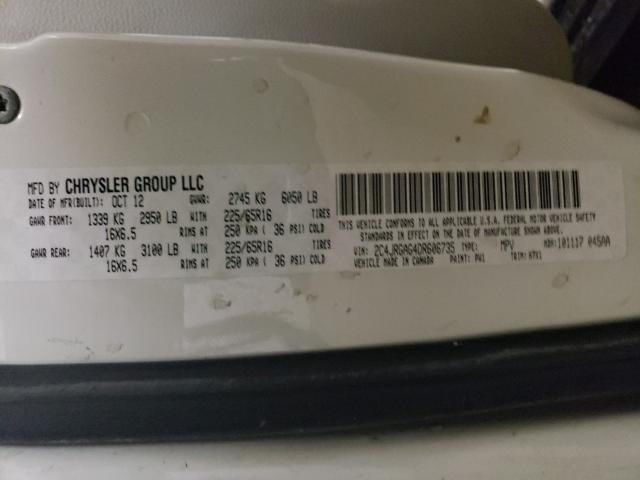 MFD BY CHRYSLER GROUP LLC
DATE OF MFR(BUILT): OCT 12 GVWR: 2745 KG 6050 LB
GAWR FRONT: 1339 KG 2950 LB WITH 225/65R16 TIRES
16X6.5 RIMS AT 250 KPA ( 36 PSI) COLD
GAWR REAR: 1407 KG 3100 LB WITH 225/65R16 TIRES
16X6.5 RIMS AT 250 KPA ( 36 PSI) COLD
THIS VEHICLE CONFORMS TO ALL APPLICABLE U.S.A. FEDERAL MOTOR VEHICLE SAFETY
STANDARDS IN EFFECT ON THE DATE OF MANUFACTURE SHOWN ABOVE.
VIN: 2C4JRGAG4DR606735 TYPE: MPV MDH:101117 045AA
VEHICLE MADE IN CANADA PAINT: PW1 TRIM: